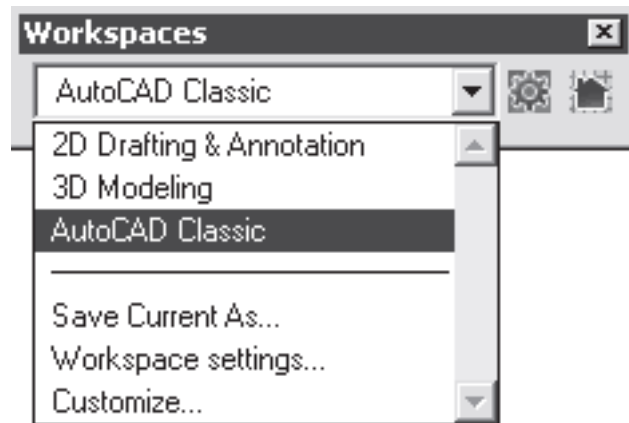 Workspaces
AutoCAD Classic
2D Drafting & Annotation
3D Modeling
AutoCAD Classic
Save Current As...
Workspace settings...
Customize...